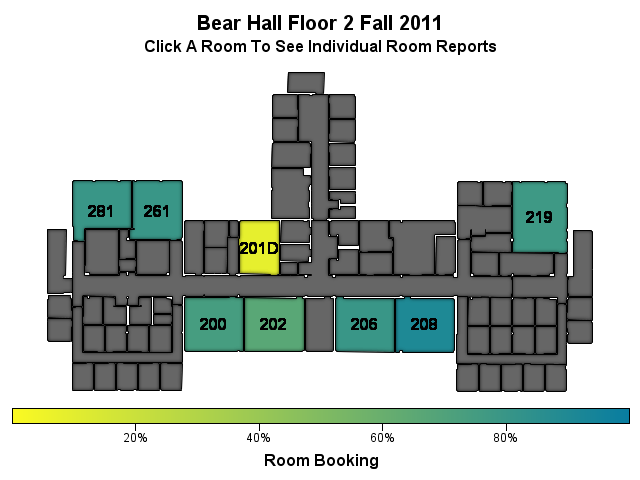 Bear Hall Floor 2 Fall 2011
Click A Room To See Individual Room Reports
281 261 219
201D
200 202 206 208
20% 40% 60% 80%
Room Booking